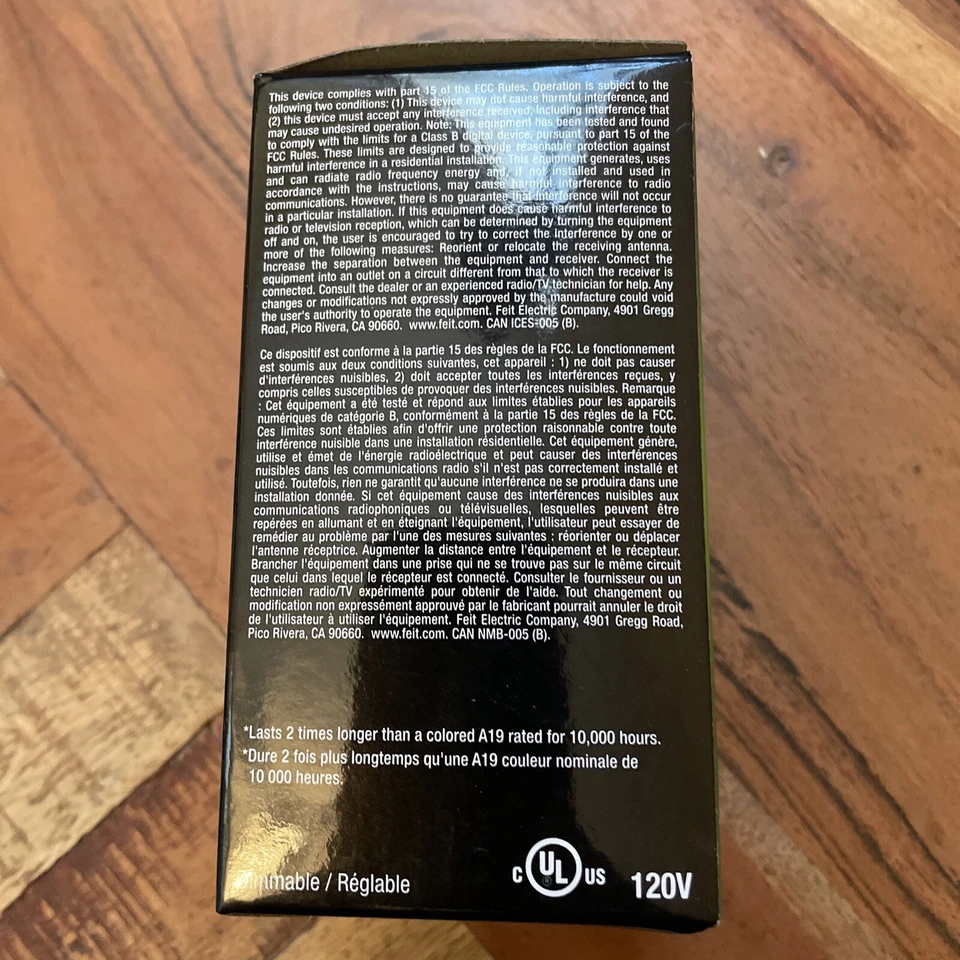 This device complies with part 15 of the FCC Rules. Operation is subject to the
following two conditions: (1) This device may not cause harmful interference, and
(2) this device must accept any interference received, including interference that
may cause undesired operation. Note: This equipment has been tested and found
to comply with the limits for a Class B digital device, pursuant to part 15 of the
FCC Rules. These limits are designed to provide reasonable protection against
harmful interference in a residential installation. This equipment generates, uses
and can radiate radio frequency energy and, if not installed and used in
accordance with the instructions, may cause harmful interference to radio
communications. However, there is no guarantee that interference will not occur
in a particular installation. If this equipment does cause harmful interference to
radio or television reception, which can be determined by turning the equipment
off and on, the user is encouraged to try to correct the Interference by one or
more of the following measures: Reorient or relocate the receiving antenna.
Increase the separation between the equipment and receiver. Connect the
equipment into an outlet on a circuit different from that to which the receiver is
connected. Consult the dealer or an experienced radio/TV technician for help. Any
changes or modifications not expressly approved by the manufacture could void
the user's authority to operate the equipment. Feit Electric Company, 4901 Gregg
Road, Pico Rivera, CA 90660. www.feit.com. CAN ICES-005 (B).
Ce dispositif est conforme à la partie 15 des règles de la FCC. Le fonctionnement
est soumis aux deux conditions suivantes, cet appareil : 1) ne doit pas causer
d'interférences nuisibles, 2) doit accepter toutes les interférences reçues, y
compris celles susceptibles de provoquer des interférences nuisibles. Remarque
: Cet équipement a été testé et répond aux limites établies pour les appareils
numériques de catégorie B, conformément à la partie 15 des règles de la FCC.
Ces limites sont établies afin d'offrir une protection raisonnable contre toute
interférence nuisible dans une installation résidentielle. Cet équipement génère,
utilise et émet de l'énergie radioélectrique et peut causer des interférences
nuisibles dans les communications radio s'il n'est pas correctement installé et
utilisé. Toutefois, rien ne garantit qu'aucune interférence ne se produira dans une
installation donnée. Si cet équipement cause des interférences nuisibles aux
communications radiophoniques ou télévisuelles, lesquelles peuvent être
repérées en allumant et en éteignant l'équipement, l'utilisateur peut essayer de
remédier au problème par l'une des mesures suivantes : réorienter ou déplacer
l'antenne réceptrice. Augmenter la distance entre l'équipement et le récepteur.
Brancher l'équipement dans une prise qui ne se trouve pas sur le même circuit
que celui dans lequel le récepteur est connecté. Consulter le fournisseur ou un
technicien radio/TV expérimenté pour obtenir de l'aide. Tout changement ou
modification non expressément approuvé par le fabricant pourrait annuler le droit
de l'utilisateur à utiliser l'équipement. Feit Electric Company, 4901 Gregg Road,
Pico Rivera, CA 90660. www.feit.com. CAN NMB-005 (B).
*Lasts 2 times longer than a colored A19 rated for 10,000 hours.
*Dure 2 fois plus longtemps qu'une A19 couleur nominale de
10 000 heures.
Dimmable / Réglable
C UL US 120V